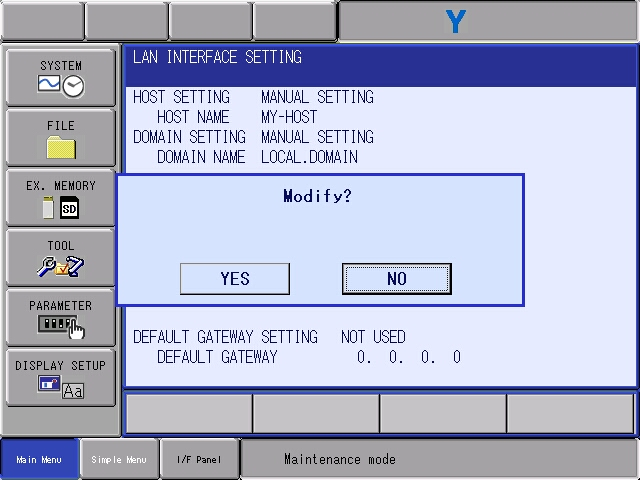 Y
LAN INTERFACE SETTING
SYSTEM
HOST SETTING MANUAL SETTING
HOST NAME MY-HOST
FILE
DOMAIN SETTING MANUAL SETTING
DOMAIN NAME LOCAL.DOMAIN
EX. MEMORY
SD
Modify?
TOOL
YES NO
PARAMETER
DEFAULT GATEWAY SETTING NOT USED
DEFAULT GATEWAY 0. 0. 0. 0
DISPLAY SETUP
Aa
Main Menu Simple Menu I/F Panel Maintenance mode